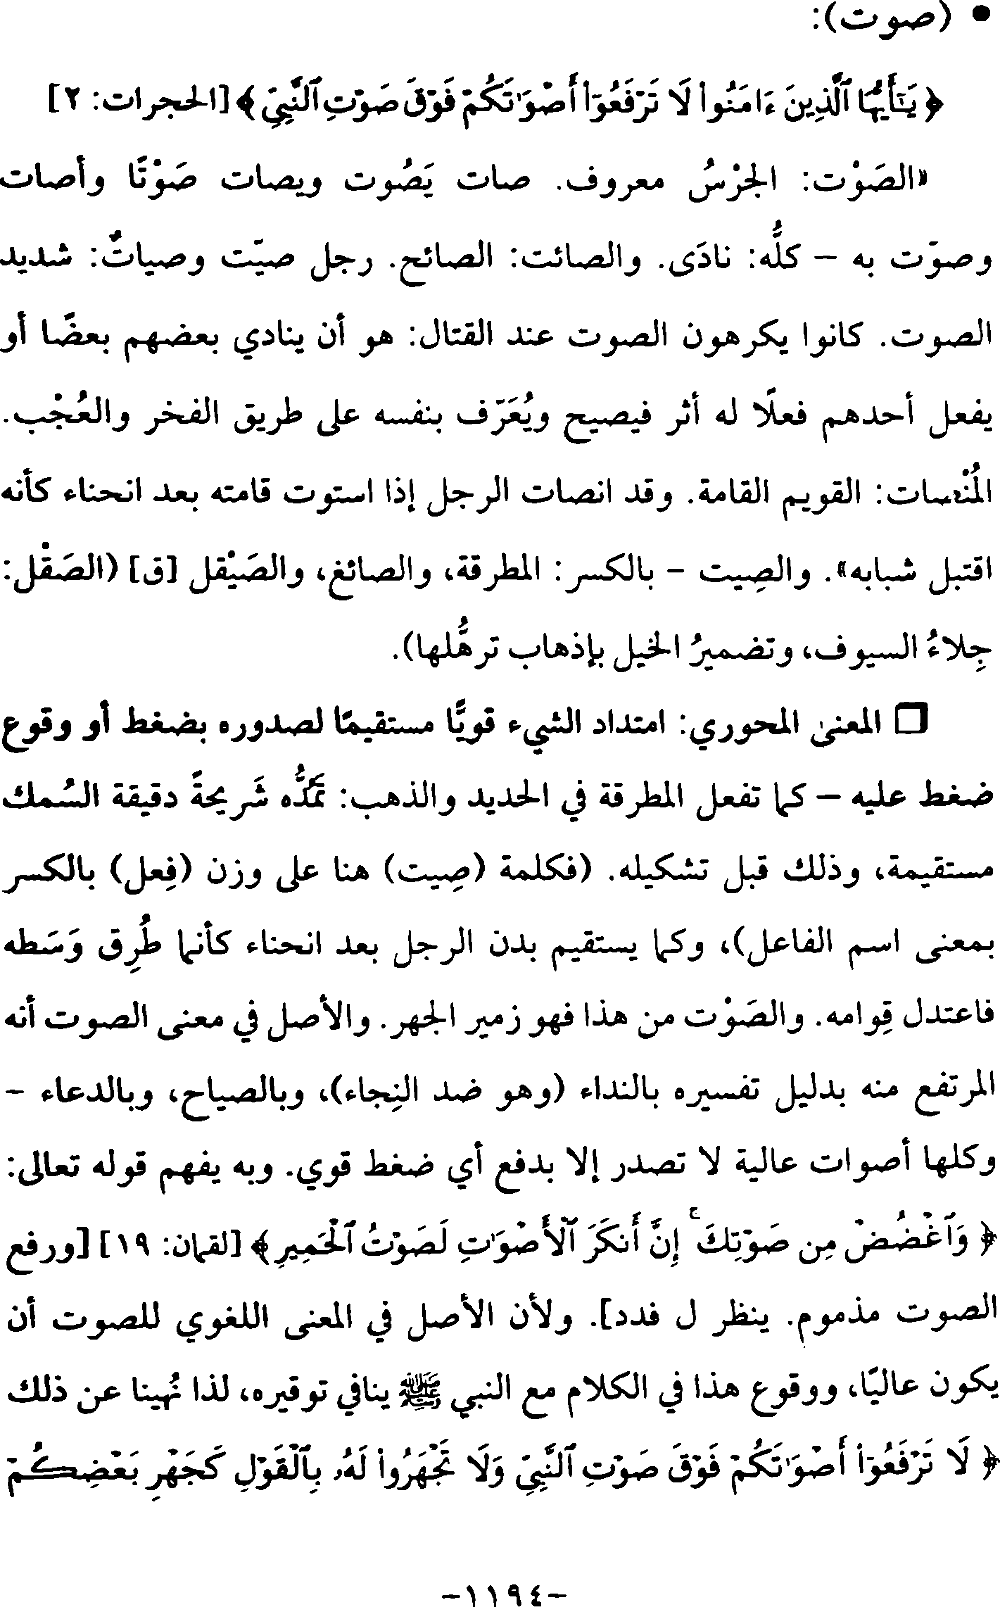 • (صوت):
﴿ يَٰٓأَيُّهَا ٱلَّذِينَ ءَامَنُوا۟ لَا تَرْفَعُوٓا۟ أَصْوَٰتَكُمْ فَوْقَ صَوْتِ ٱلنَّبِيِّ ﴾ [الحجرات: ٢]
«الصَوْت: الجَرْسُ معروف. صات يَصُوت ويصات صَوْتًا وأصات
وصوّت به – كلُّه: نادَى. والصائت: الصائح. رجل صيّت وصياتٌ: شديد
الصوت. كانوا يكرهون الصوت عند القتال: هو أن ينادي بعضهم بعضًا أو
يفعل أحدهم فعلًا له أثر فيصيح ويُعَرّف بنفسه على طريق الفخر والعُجْب.
المُنْصات: القويم القامة. وقد انصات الرجل إذا استوت قامته بعد انحناء كأنه
اقتبل شبابه». والصِيت – بالكسر: المطرقة، والصائغ، والصَيْقل [ق] (الصَقْل:
جِلاءُ السيوف، وتضميرُ الخيل بإذهاب ترهُّلها).
❒ المعنى المحوري: امتداد الشيء قويًّا مستقيمًا لصدوره بضغط أو وقوع
ضغط عليه – كما تفعل المطرقة في الحديد والذهب: تمَدُّه شَريحةً دقيقة السُمك
مستقيمة، وذلك قبل تشكيله. (فكلمة (صِيت) هنا على وزن (فِعل) بالكسر
بمعنى اسم الفاعل)، وكما يستقيم بدن الرجل بعد انحناء كأنما طُرِق وَسَطه
فاعتدل قِوامه. والصَوْت من هذا فهو زمير الجهر. والأصل في معنى الصوت أنه
المرتفع منه بدليل تفسيره بالنداء (وهو ضد النِجاء)، وبالصياح، وبالدعاء –
وكلها أصوات عالية لا تصدر إلا بدفع أي ضغط قوي. وبه يفهم قوله تعالى:
﴿ وَٱغْضُضْ مِن صَوْتِكَ ۚ إِنَّ أَنكَرَ ٱلْأَصْوَٰتِ لَصَوْتُ ٱلْحَمِيرِ ﴾ [لقمان: ١٩] [ورفع
الصوت مذموم. ينظر ل فدد]. ولأن الأصل في المعنى اللغوي للصوت أن
يكون عاليًا، ووقوع هذا في الكلام مع النبي ﷺ ينافي توقيره، لذا نُهينا عن ذلك
﴿ لَا تَرْفَعُوٓا۟ أَصْوَٰتَكُمْ فَوْقَ صَوْتِ ٱلنَّبِيِّ وَلَا تَجْهَرُوا۟ لَهُۥ بِٱلْقَوْلِ كَجَهْرِ بَعْضِكُمْ
-١١٩٤-